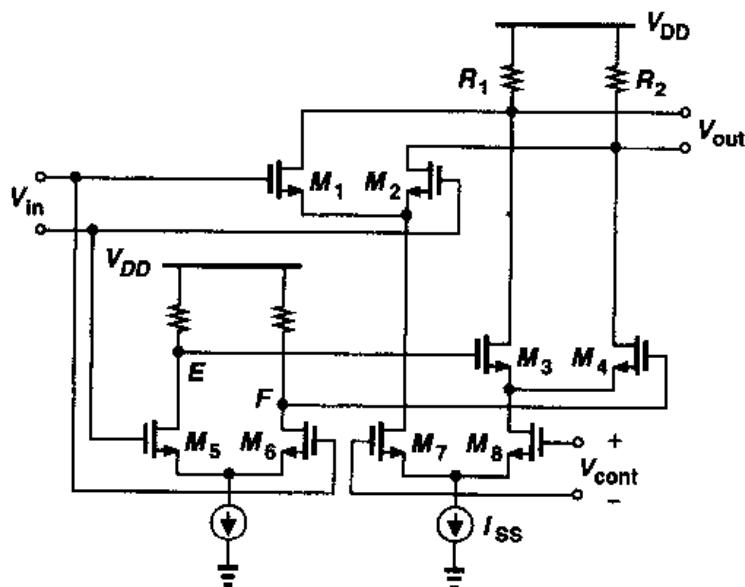 V_DD
R_1
R_2
V_out
V_in
M_1
M_2
V_DD
E
M_3
M_4
F
M_5
M_6
M_7
M_8
+
V_cont
−
I_SS